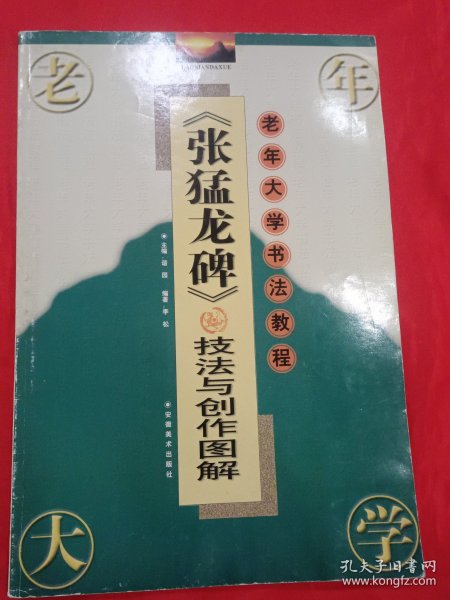 老年
LAONIANDAXUE
老年大学书法教程
《张猛龙碑》
技法与创作图解
主编 谐园 编著 李松
安徽美术出版社
大学
孔夫子旧书网
www.kongfz.com